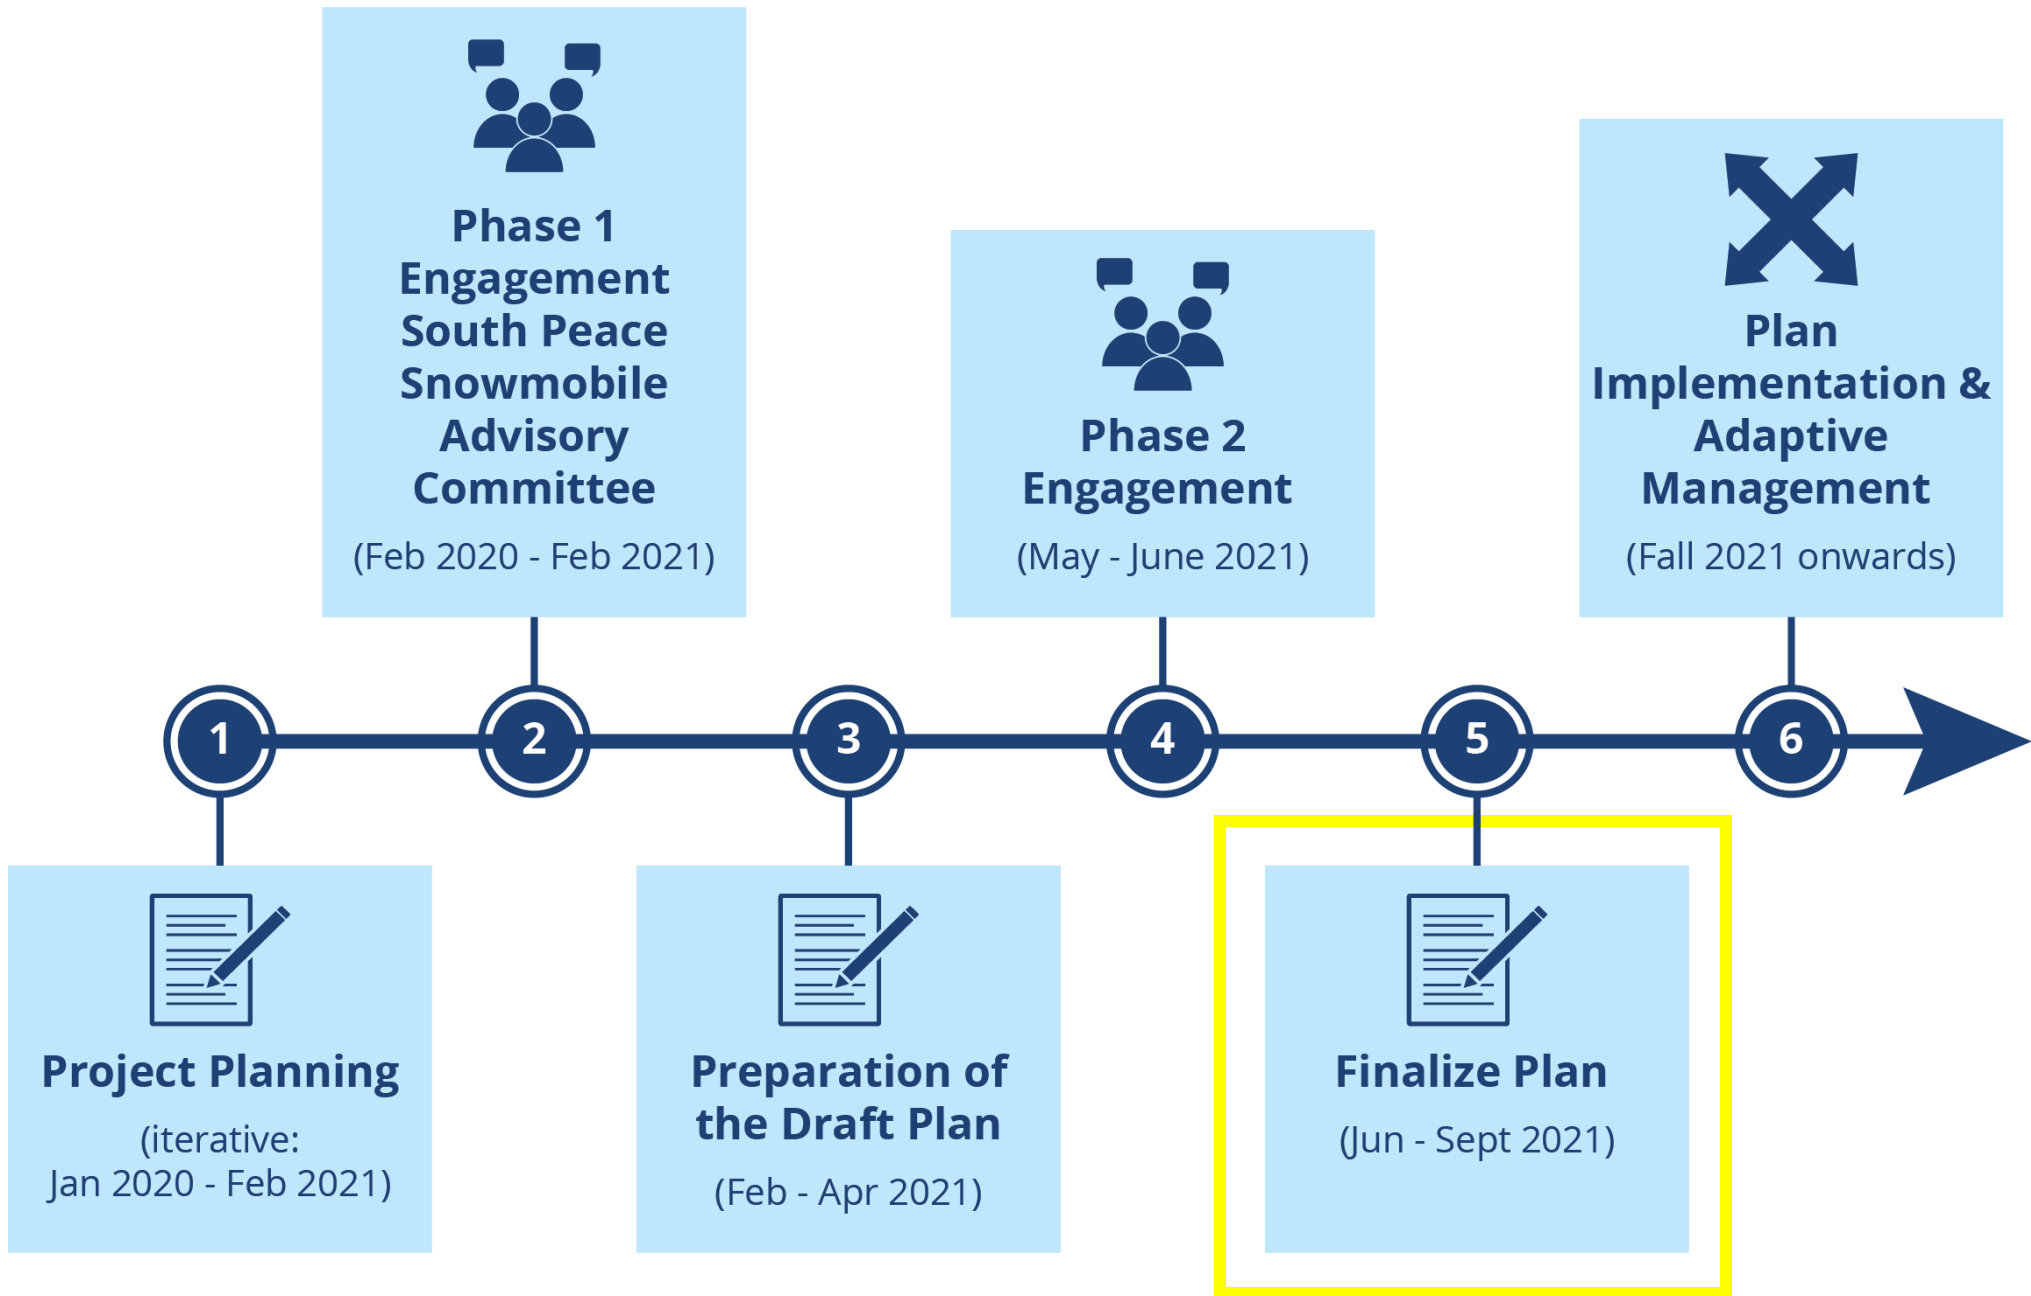 Phase 1
Engagement
South Peace
Snowmobile
Advisory
Committee
(Feb 2020 - Feb 2021)
Phase 2
Engagement
(May - June 2021)
Plan
Implementation &
Adaptive
Management
(Fall 2021 onwards)
1
2
3
4
5
6
Project Planning
(iterative:
Jan 2020 - Feb 2021)
Preparation of
the Draft Plan
(Feb - Apr 2021)
Finalize Plan
(Jun - Sept 2021)